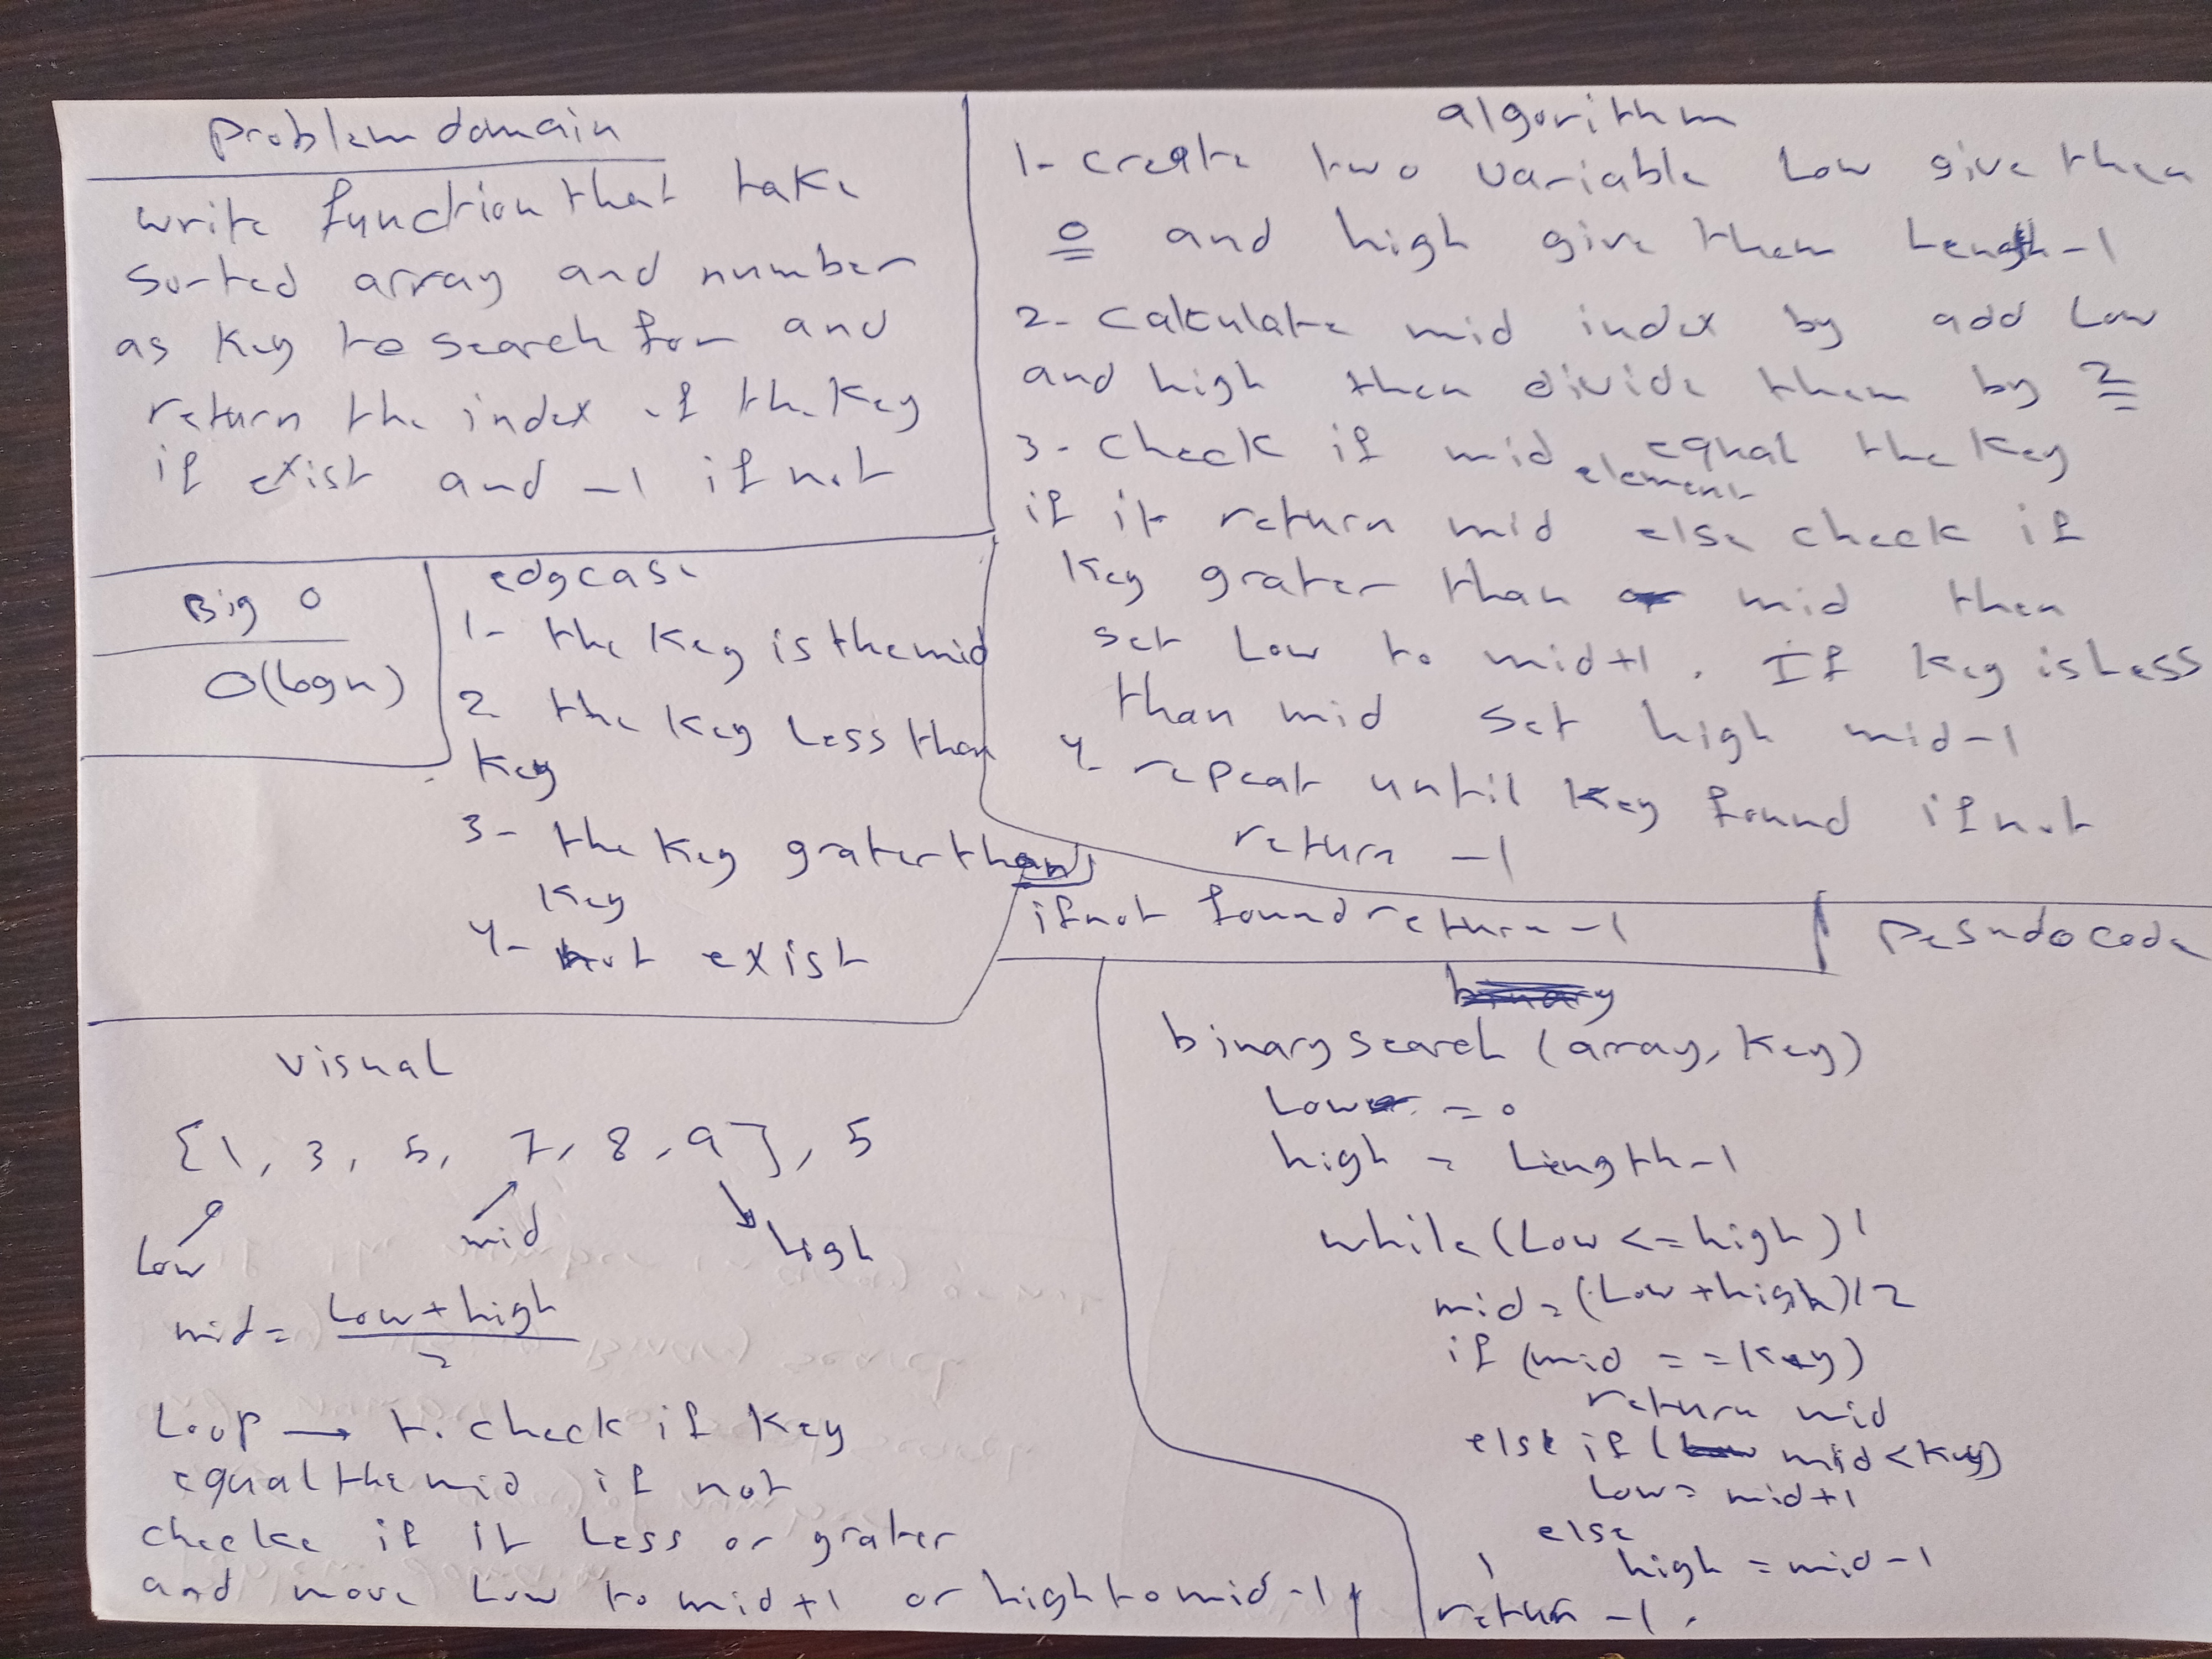 Problem domain
write function that take
sorted array and number
as key to search for and
return the index of the key
if exist and -1 if not
Big O
O(logn)
edgcase
1- the key is the mid
2 the key less than
key
3- the key grater than
key
4- not exist
algorithm
1- create two variable Low give then
0 and high give them Length-1
2- calculate mid index by add Low
and high then divide them by 2
3- check if mid element equal the key
if it return mid else check if
key grater than mid then
set Low to mid+1. If key is Less
than mid set high mid-1
4- repeat until key found if not
return -1
if not found return -1
Pesudocode
visual
{1, 3, 5, 7, 8, 9}, 5
Low mid high
mid = Low + high
2
Loop → to check if key
equal the mid if not
checke if it Less or grater
and move Low to mid+1 or high to mid-1
binary
binary search (array, key)
Low = 0
high = Length-1
while (Low <= high) {
mid = (Low + high)/2
if (mid == key)
return mid
else if (Low mid < key)
Low = mid+1
else
high = mid-1
}
return -1.